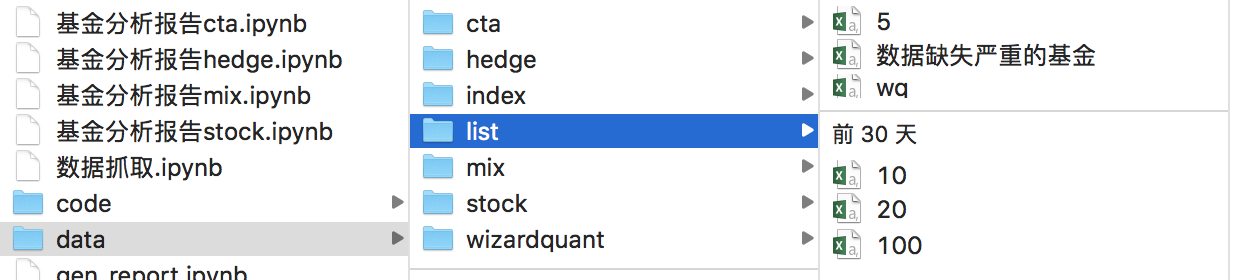 基金分析报告cta.ipynb
基金分析报告hedge.ipynb
基金分析报告mix.ipynb
基金分析报告stock.ipynb
数据抓取.ipynb
code
data
gen_report.ipynb
cta
hedge
index
list
mix
stock
wizardquant
5
数据缺失严重的基金
wq
前 30 天
10
20
100